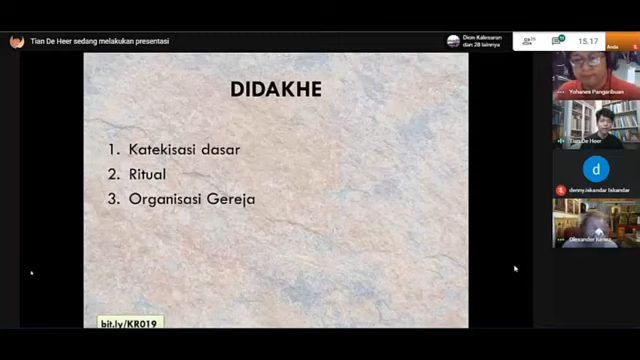 Tian De Heer sedang melakukan presentasi
Dion Kalesaran
dan 28 lainnya
15.17
Anda
DIDAKHE
1. Katekisasi dasar
2. Ritual
3. Organisasi Gereja
bit.ly/KR019
Yohanes Pangaribuan
Tian De Heer
d
denny.iskandar Iskandar